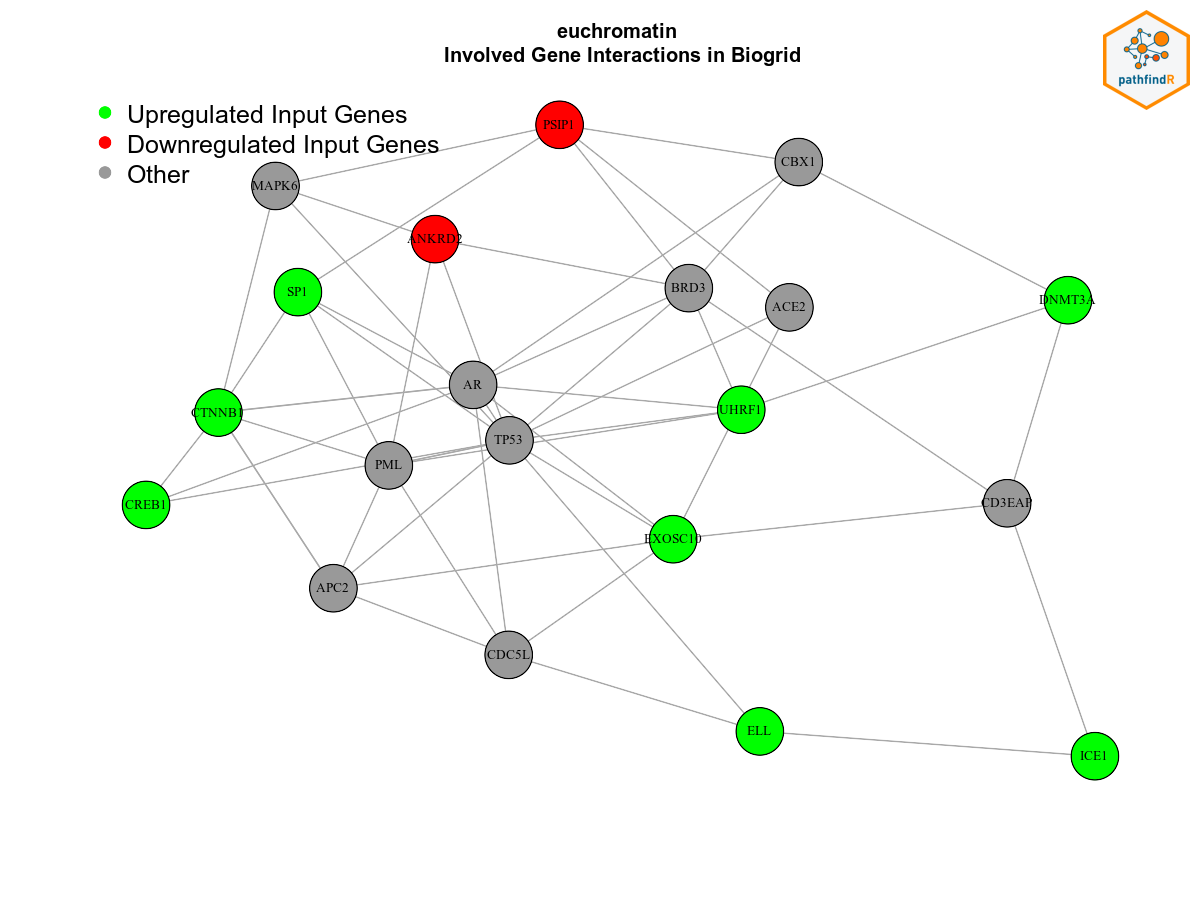 euchromatin
Involved Gene Interactions in Biogrid
pathfindR
Upregulated Input Genes
Downregulated Input Genes
Other
PSIP1
CBX1
MAPK6
ANKRD2
SP1
BRD3
ACE2
DNMT3A
AR
CTNNB1
UHRF1
TP53
PML
CREB1
CD3EAP
EXOSC10
APC2
CDC5L
ELL
ICE1